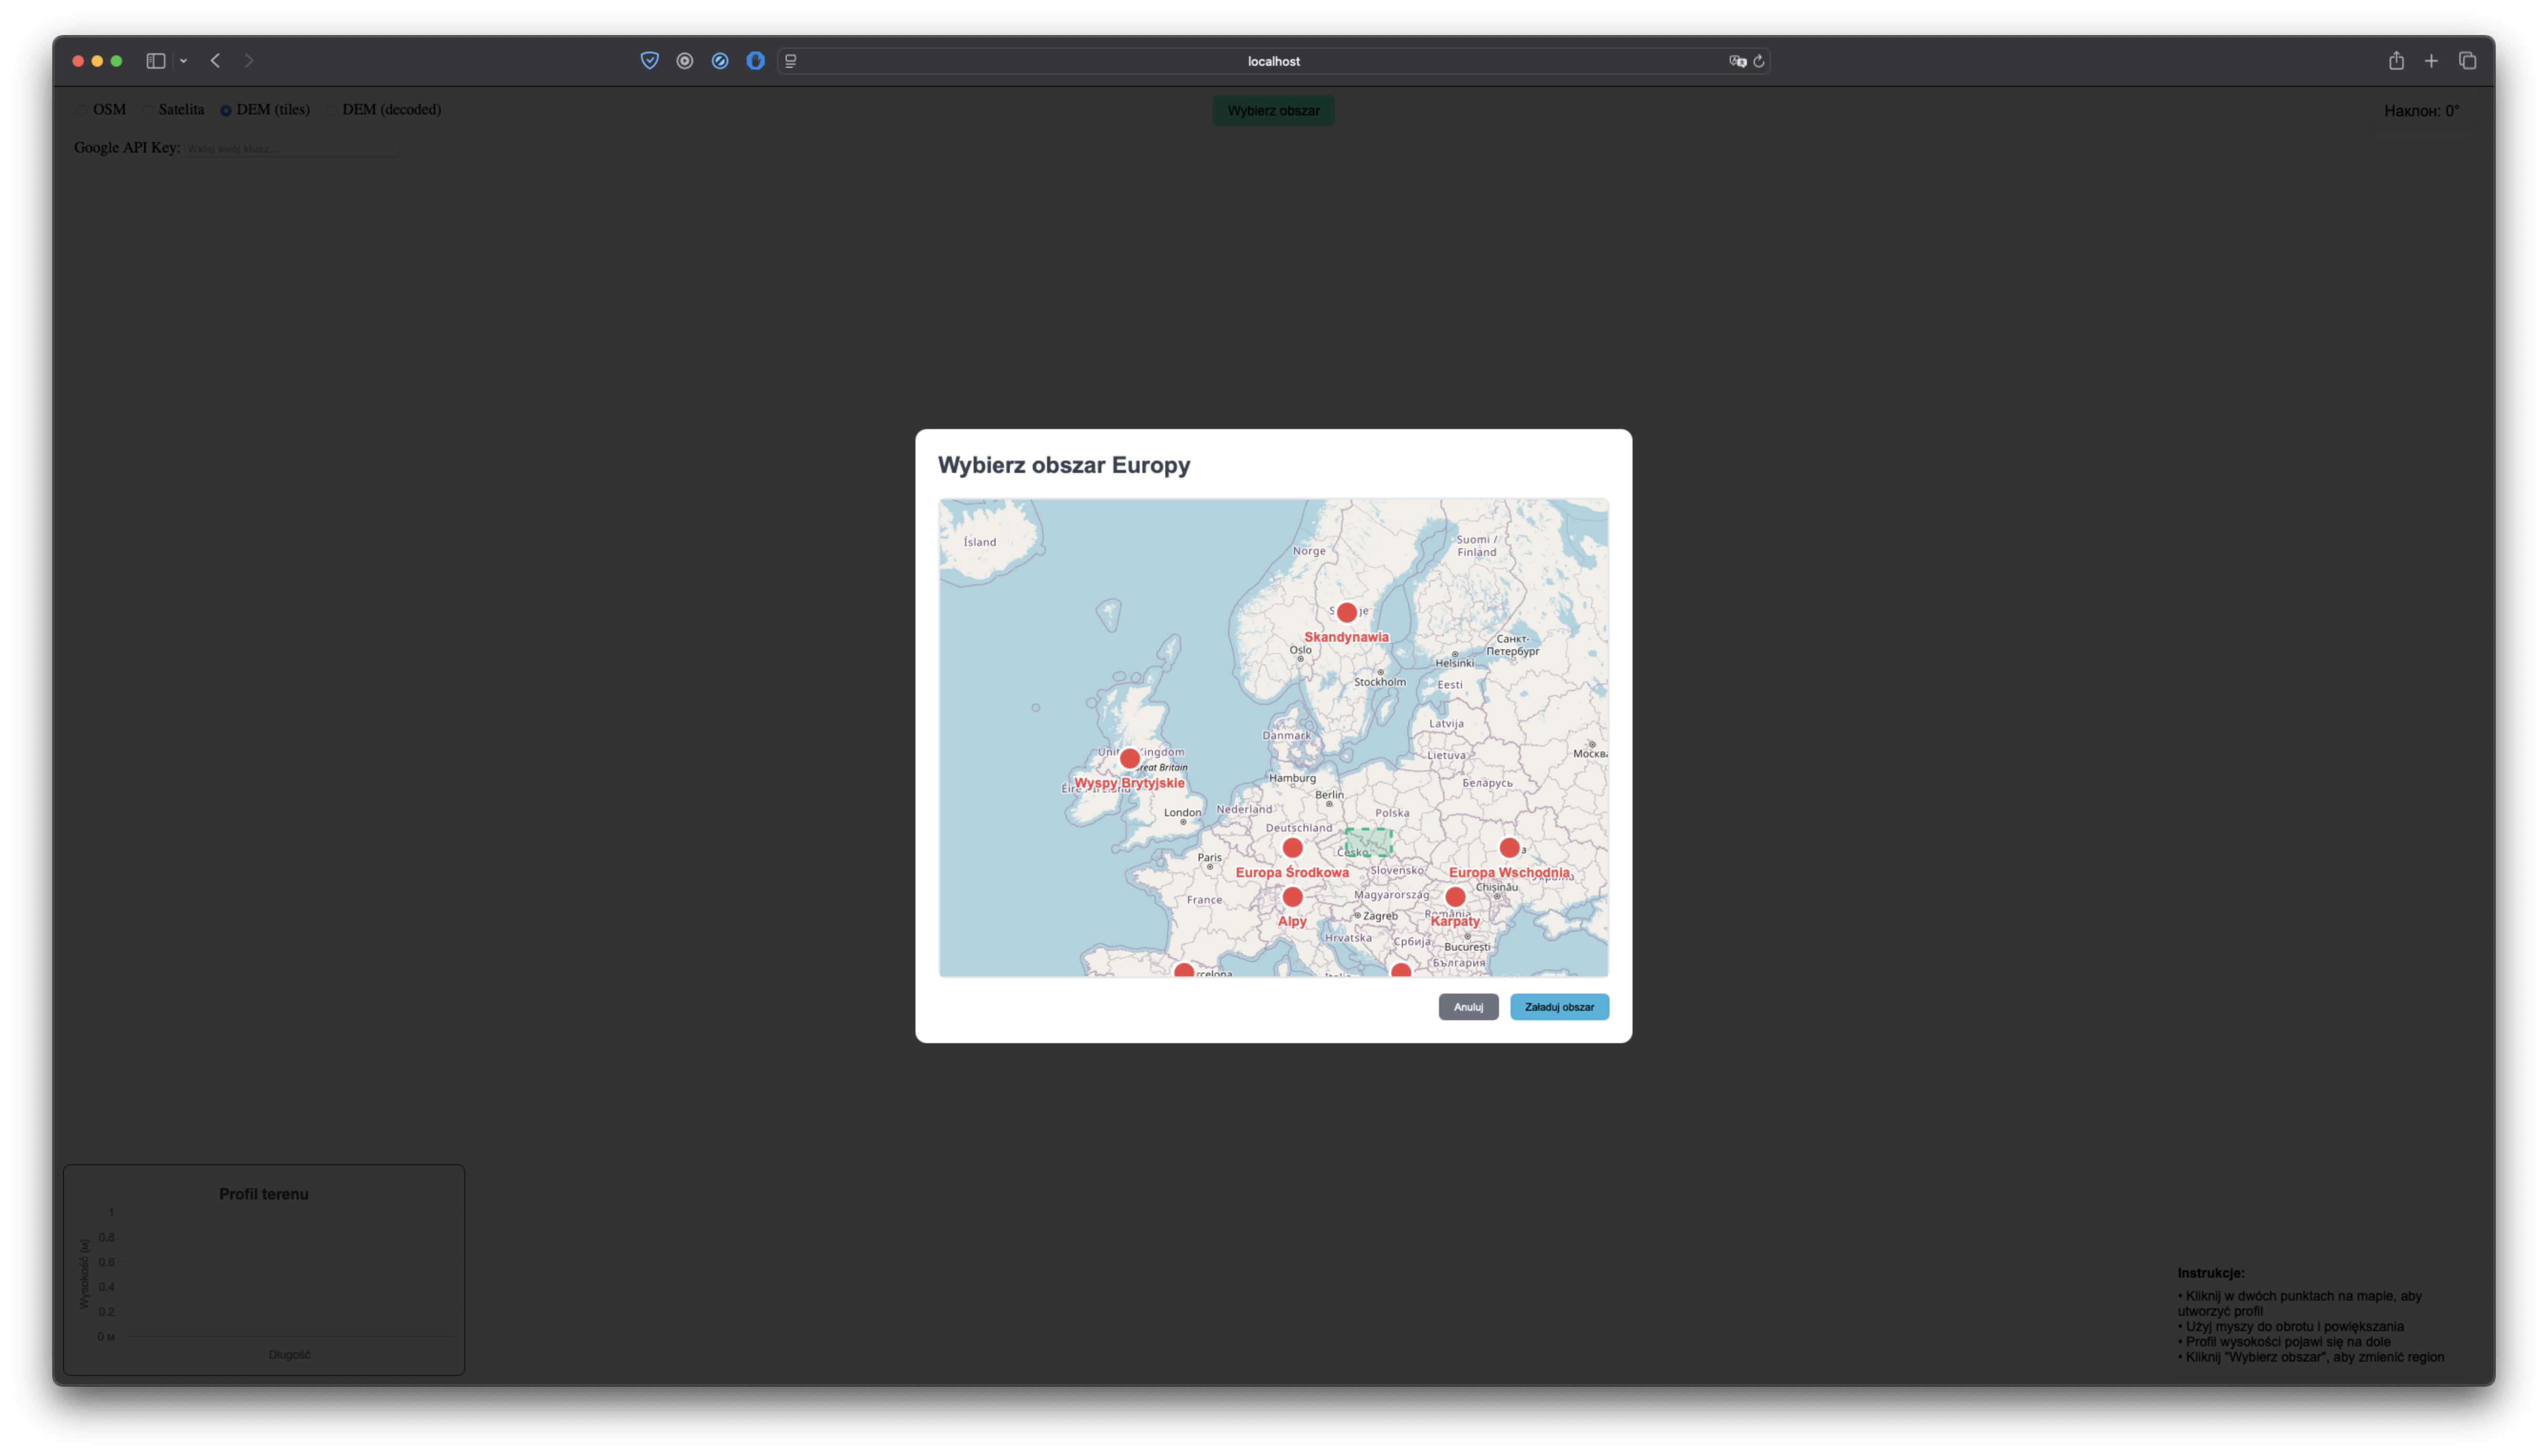 localhost
OSM Satelita DEM (tiles) DEM (decoded)
Wybierz obszar
Наклон: 0°
Google API Key: Wklej swój klucz...
Wybierz obszar Europy
Ísland
Norge
Suomi /
Finland
Skandynawia
Oslo
Санкт-
Петербург
Helsinki
Stockholm
Eesti
Latvija
Danmark
Lietuva
Москва
United Kingdom
Great Britain
Wyspy Brytyjskie
Éire / Ireland
Hamburg
Беларусь
Berlin
London
Nederland
Polska
Deutschland
Česko
Paris
Europa Środkowa
Slovensko
Europa Wschodnia
Україна
Chișinău
France
Magyarország
România
Alpy
Zagreb
Karpaty
Hrvatska
Србија
București
България
Barcelona
Italia
Anuluj
Załaduj obszar
Profil terenu
1
0.8
0.6
0.4
0.2
0 м
Wysokość (м)
Długość
Instrukcje:
• Kliknij w dwóch punktach na mapie, aby
utworzyć profil
• Użyj myszy do obrotu i powiększania
• Profil wysokości pojawi się na dole
• Kliknij "Wybierz obszar", aby zmienić region